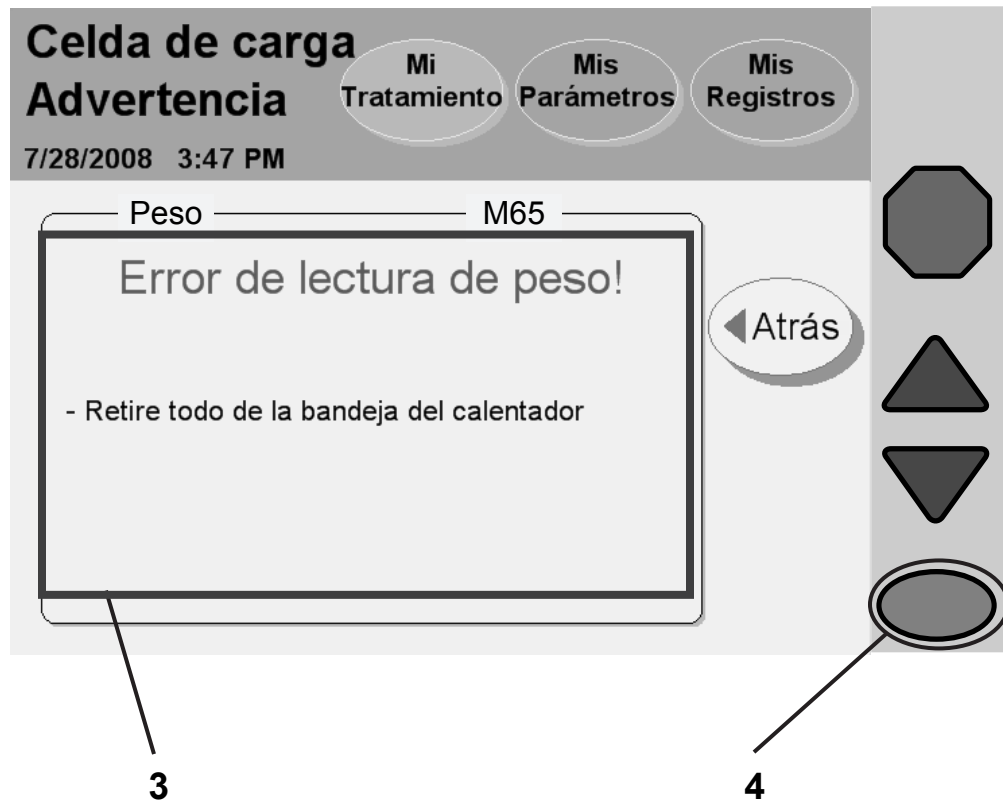 Celda de carga
Advertencia
7/28/2008 3:47 PM
Mi
Tratamiento
Mis
Parámetros
Mis
Registros
Peso
M65
Error de lectura de peso!
- Retire todo de la bandeja del calentador
Atrás
3
4